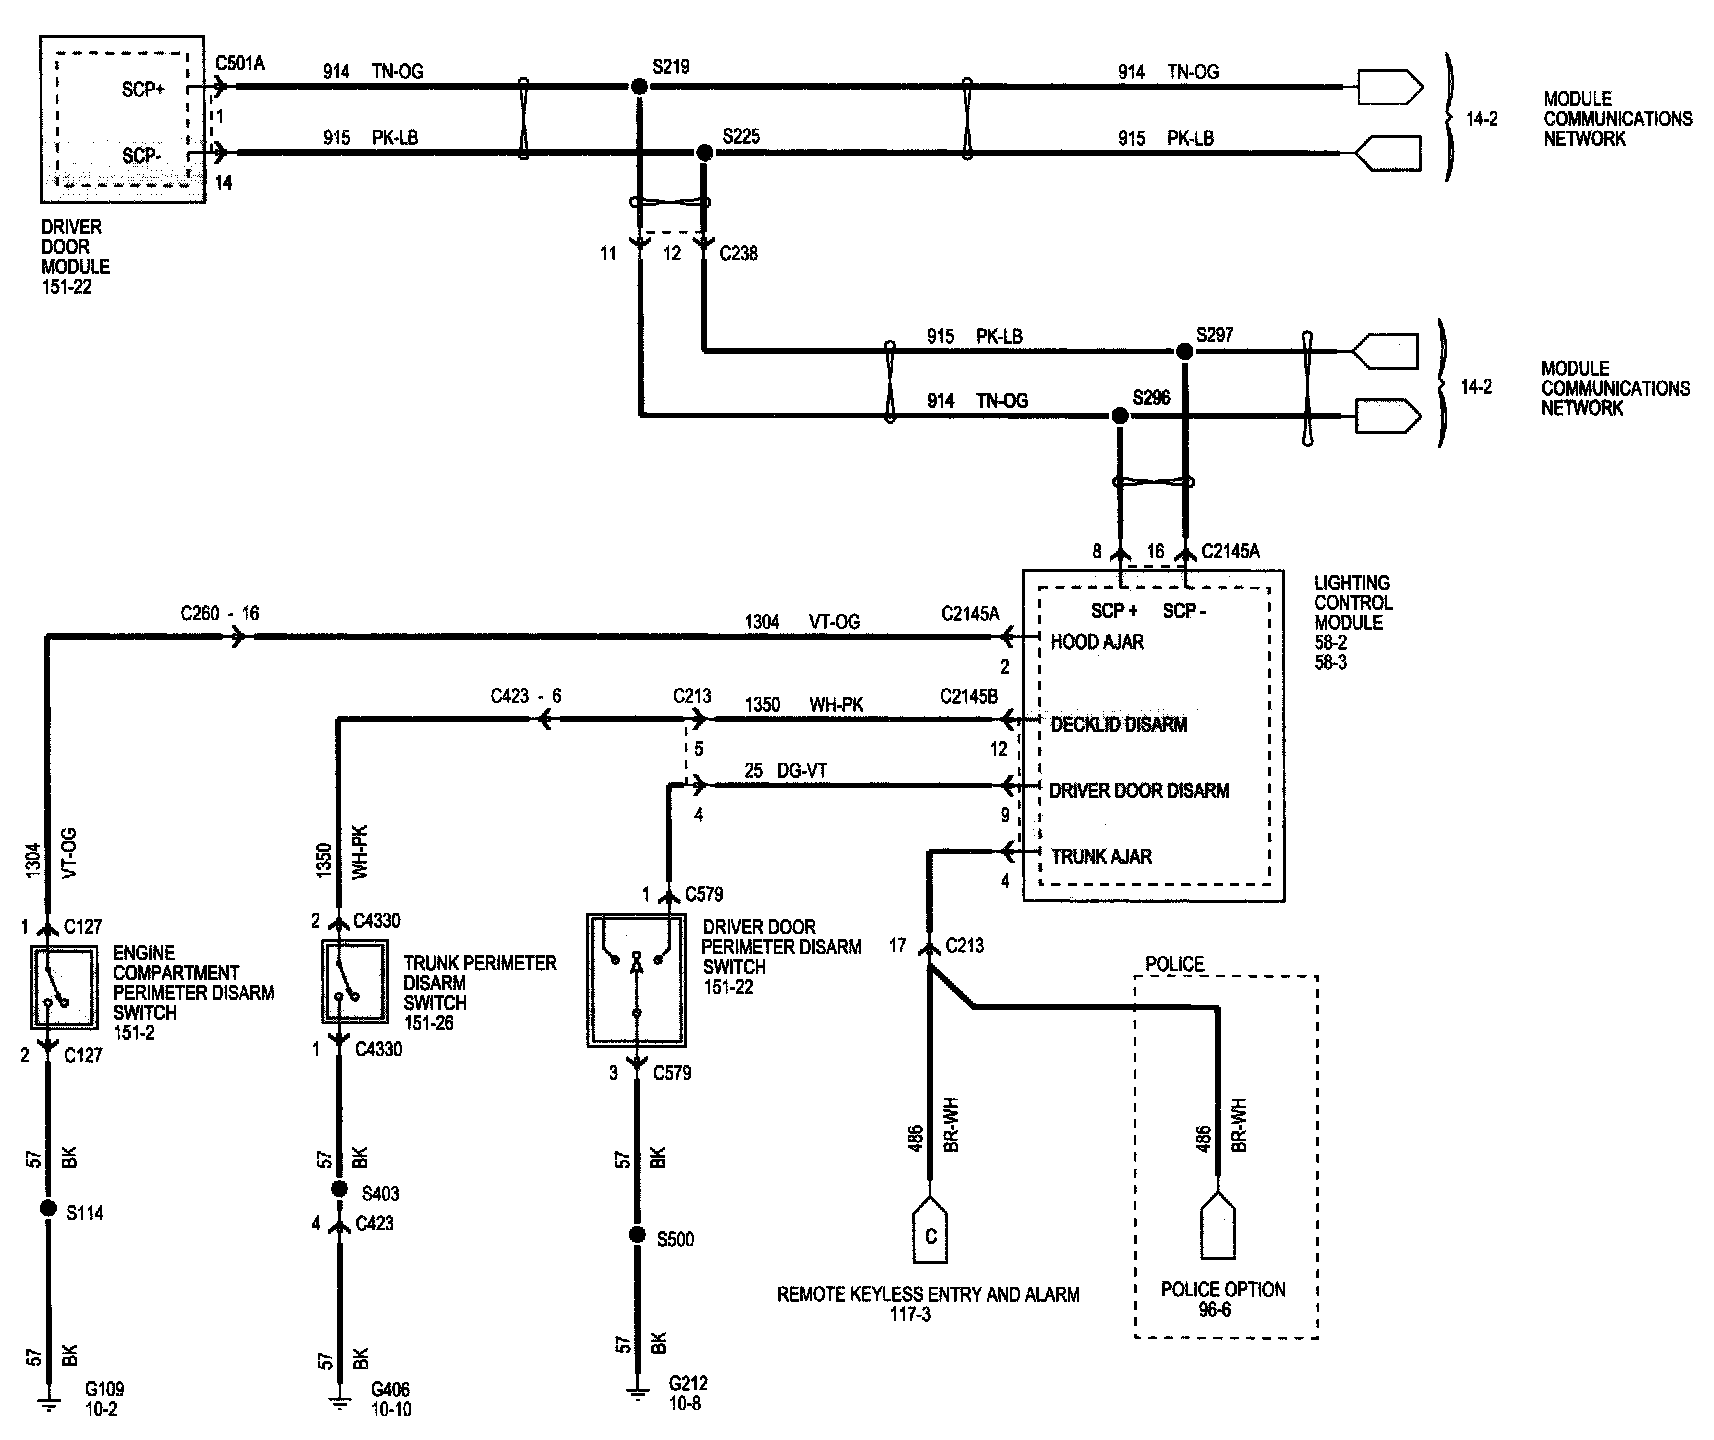 C501A
SCP+
1
SCP-
14
DRIVER
DOOR
MODULE
151-22
914 TN-OG
915 PK-LB
S219
S225
914 TN-OG
915 PK-LB
14-2
MODULE
COMMUNICATIONS
NETWORK
11
12
C238
915 PK-LB
914 TN-OG
S297
S296
14-2
MODULE
COMMUNICATIONS
NETWORK
8
16
C2145A
SCP +
SCP -
LIGHTING
CONTROL
MODULE
58-2
58-3
C260 - 16
1304 VT-OG
C2145A
2
HOOD AJAR
C423 - 6
C213
5
1350 WH-PK
C2145B
12
DECKLID DISARM
4
25 DG-VT
9
DRIVER DOOR DISARM
4
TRUNK AJAR
1304
VT-OG
1350
WH-PK
1
C127
ENGINE
COMPARTMENT
PERIMETER DISARM
SWITCH
151-2
2
C127
2
C4330
TRUNK PERIMETER
DISARM
SWITCH
151-26
1
C4330
1
C579
DRIVER DOOR
PERIMETER DISARM
SWITCH
151-22
3
C579
17
C213
POLICE
57
BK
S114
57
BK
G109
10-2
57
BK
S403
4
C423
57
BK
G406
10-10
57
BK
S500
57
BK
G212
10-8
486
BR-WH
C
REMOTE KEYLESS ENTRY AND ALARM
117-3
486
BR-WH
POLICE OPTION
96-6